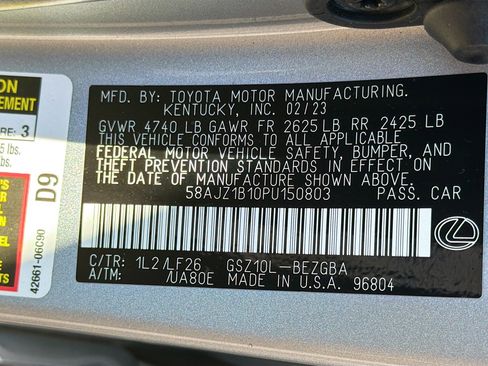 MFD. BY: TOYOTA MOTOR MANUFACTURING,
KENTUCKY, INC. 02/23
GVWR 4740 LB GAWR FR 2625 LB RR 2425 LB
THIS VEHICLE CONFORMS TO ALL APPLICABLE
FEDERAL MOTOR VEHICLE SAFETY, BUMPER, AND
THEFT PREVENTION STANDARDS IN EFFECT ON
THE DATE OF MANUFACTURE SHOWN ABOVE.
58AJZ1B10PU150803 PASS. CAR
C/TR: 1L2/LF26 GSZ10L-BEZGBA
A/TM: /UA80E MADE IN U.S.A. 96804
3
D9
42661-06C90